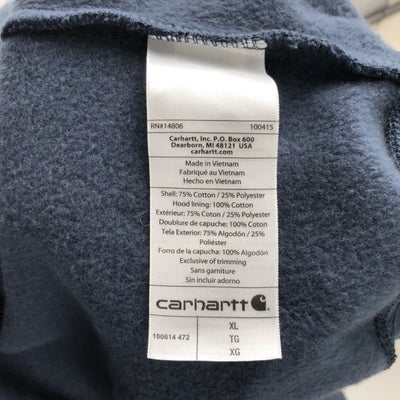 RN#14806 100415
Carhartt, Inc. P.O. Box 600
Dearborn, MI 48121 USA
carhartt.com
Made in Vietnam
Fabriqué au Vietnam
Hecho en Vietnam
Shell: 75% Cotton / 25% Polyester
Hood lining: 100% Cotton
Extérieur: 75% Coton / 25% Polyester
Doublure de capuche: 100% Coton
Tela Exterior: 75% Algodón / 25%
Poliéster
Forro de la capucha: 100% Algodón
Exclusive of trimming
Sans garniture
Sin incluir adorno
carhartt
100614 472
XL
TG
XG